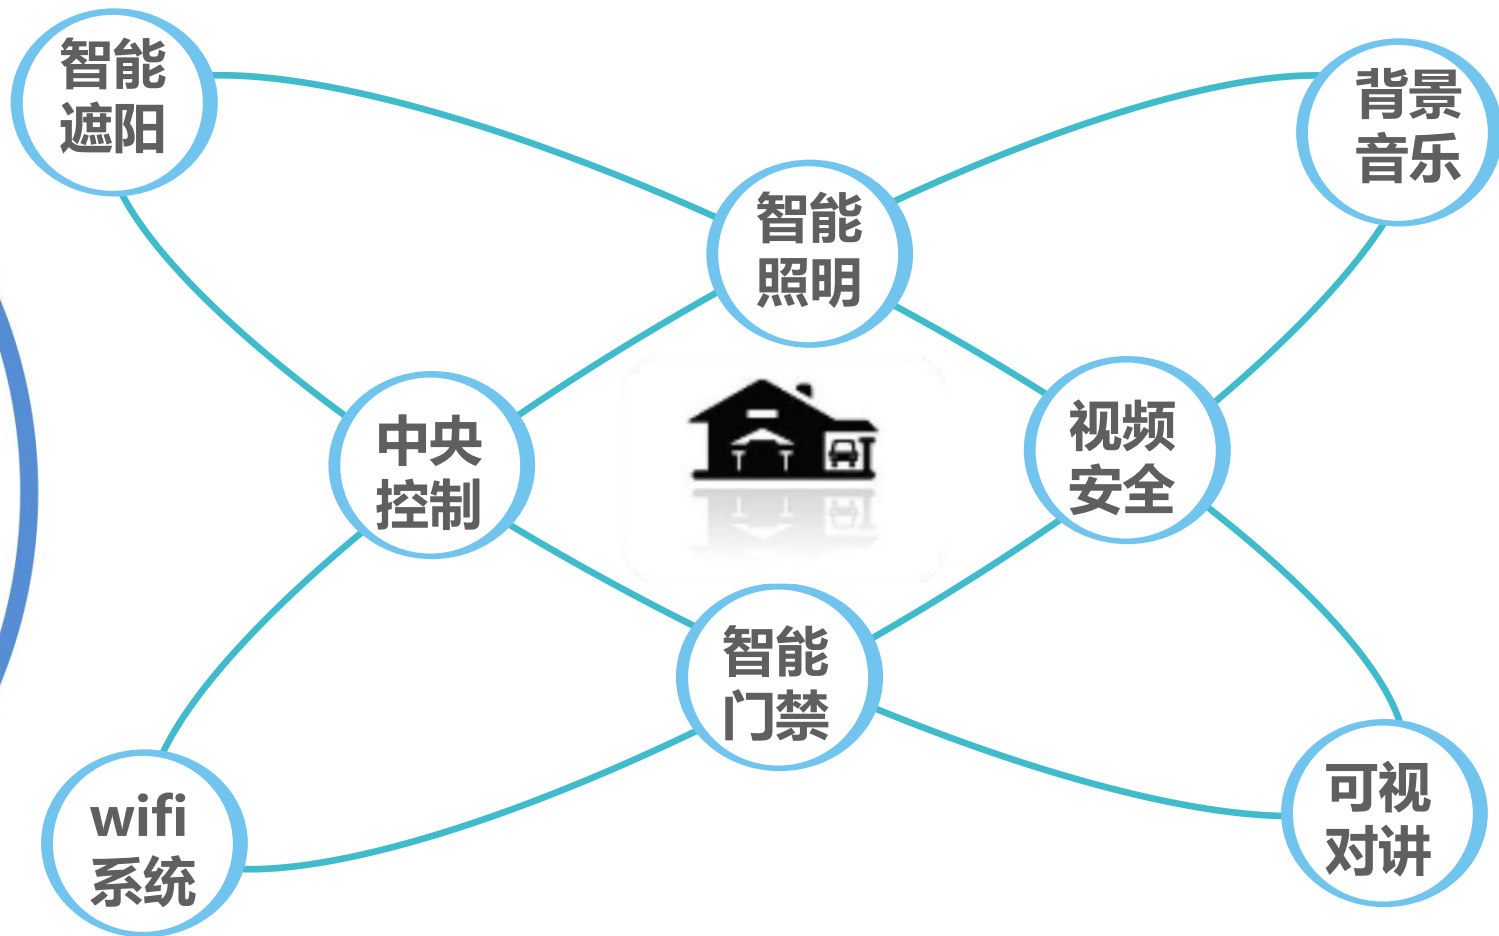 智能
遮阳
背景
音乐
智能
照明
中央
控制
视频
安全
智能
门禁
wifi
系统
可视
对讲